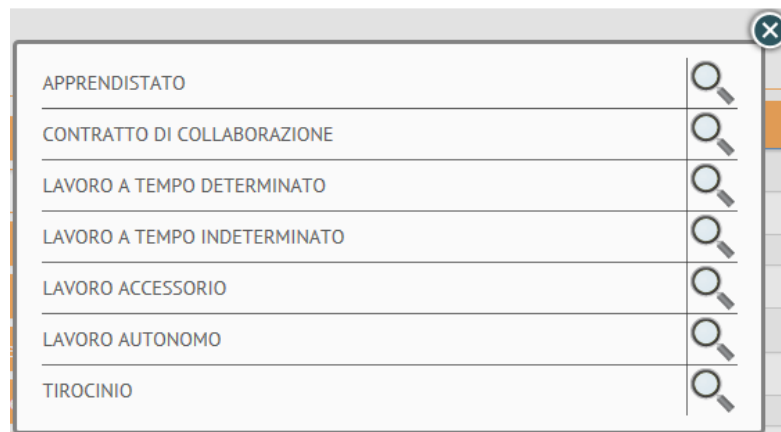 APPRENDISTATO
CONTRATTO DI COLLABORAZIONE
LAVORO A TEMPO DETERMINATO
LAVORO A TEMPO INDETERMINATO
LAVORO ACCESSORIO
LAVORO AUTONOMO
TIROCINIO